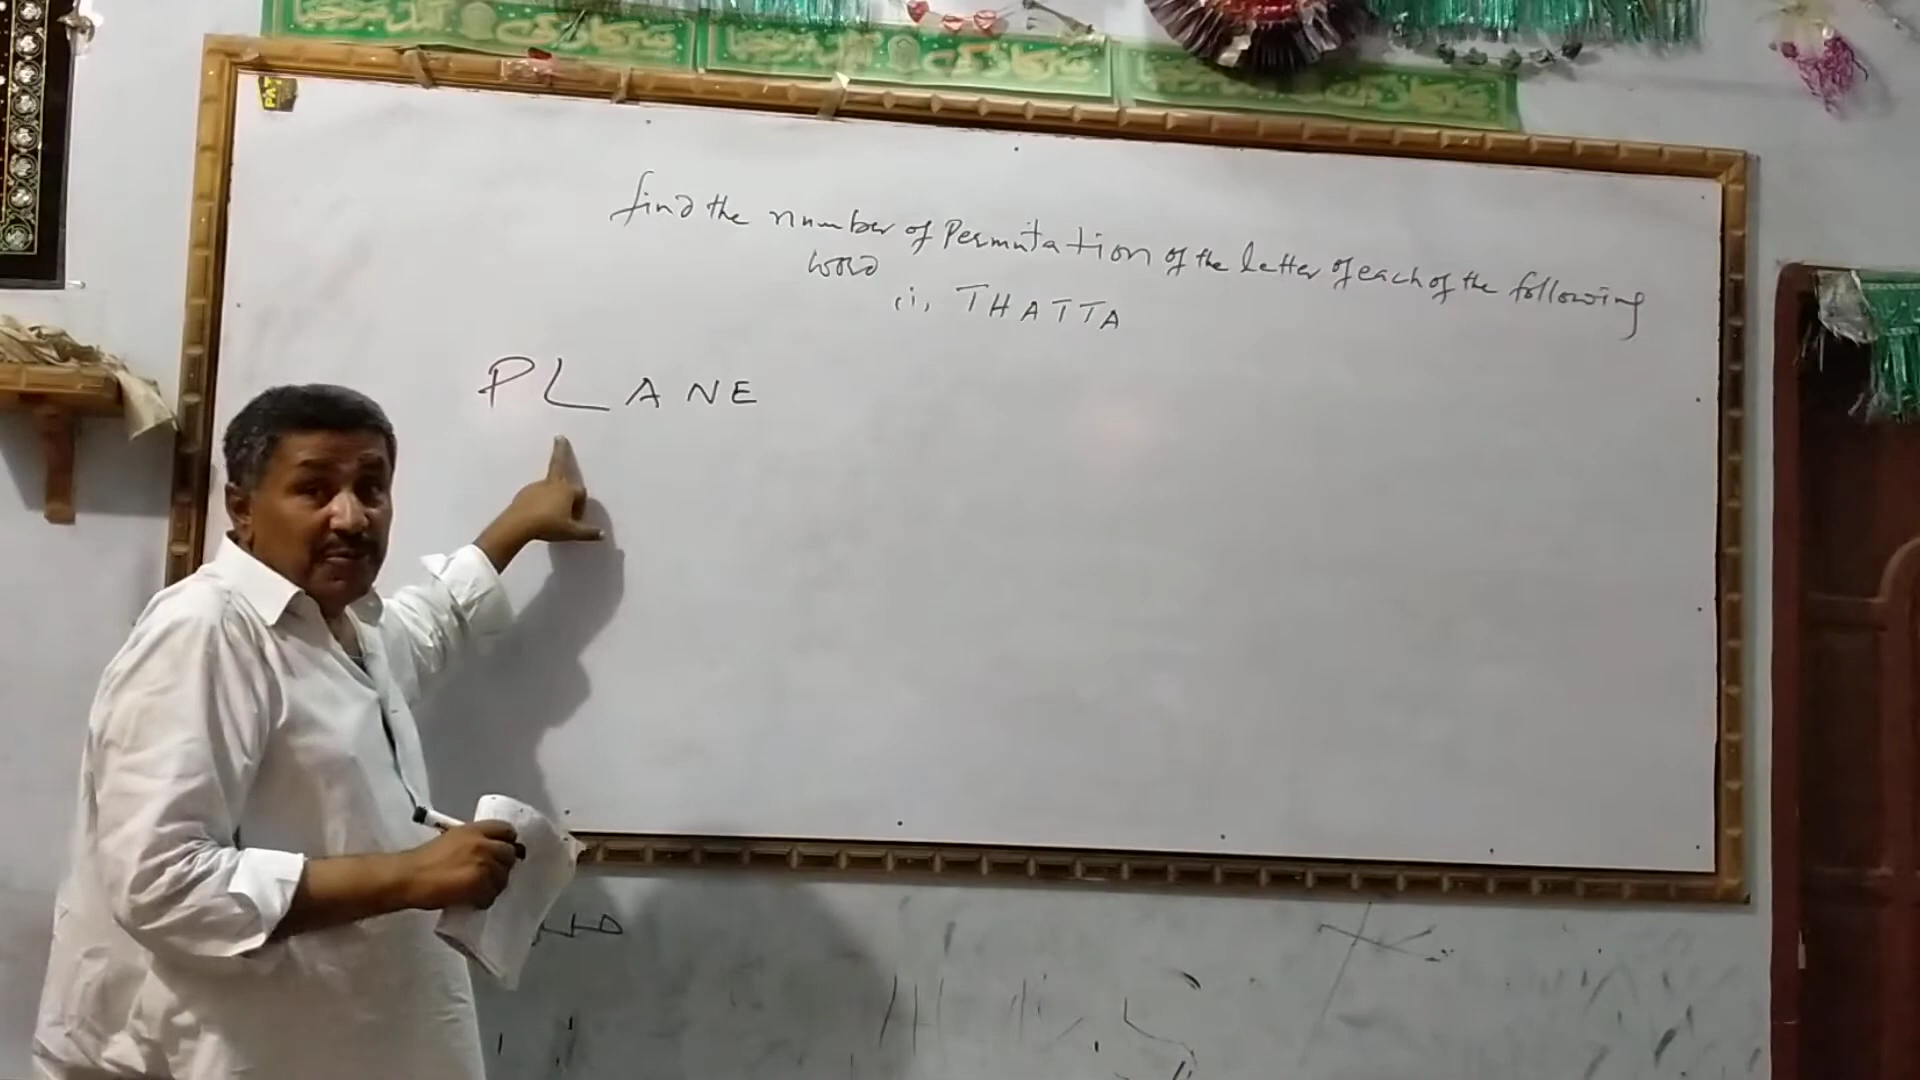 find the number of Permutation of the letter of each of the following
word
(i) THATTA
PLANE